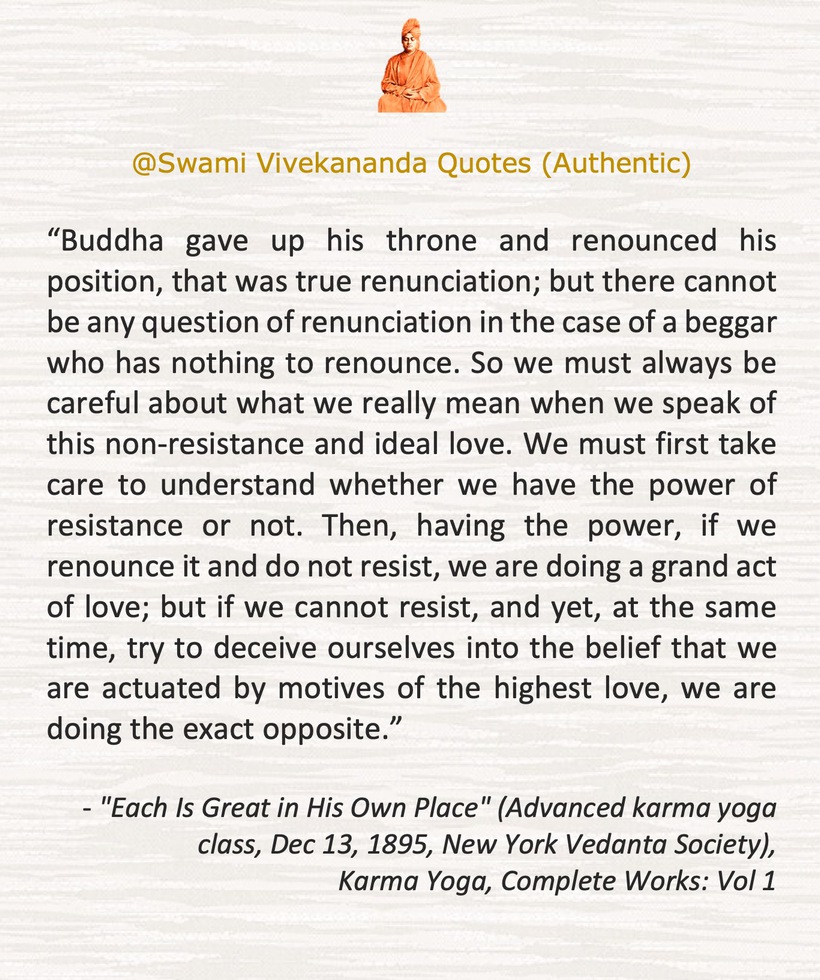 @Swami Vivekananda Quotes (Authentic)
“Buddha gave up his throne and renounced his
position, that was true renunciation; but there cannot
be any question of renunciation in the case of a beggar
who has nothing to renounce. So we must always be
careful about what we really mean when we speak of
this non-resistance and ideal love. We must first take
care to understand whether we have the power of
resistance or not. Then, having the power, if we
renounce it and do not resist, we are doing a grand act
of love; but if we cannot resist, and yet, at the same
time, try to deceive ourselves into the belief that we
are actuated by motives of the highest love, we are
doing the exact opposite.”
- "Each Is Great in His Own Place" (Advanced karma yoga
class, Dec 13, 1895, New York Vedanta Society),
Karma Yoga, Complete Works: Vol 1